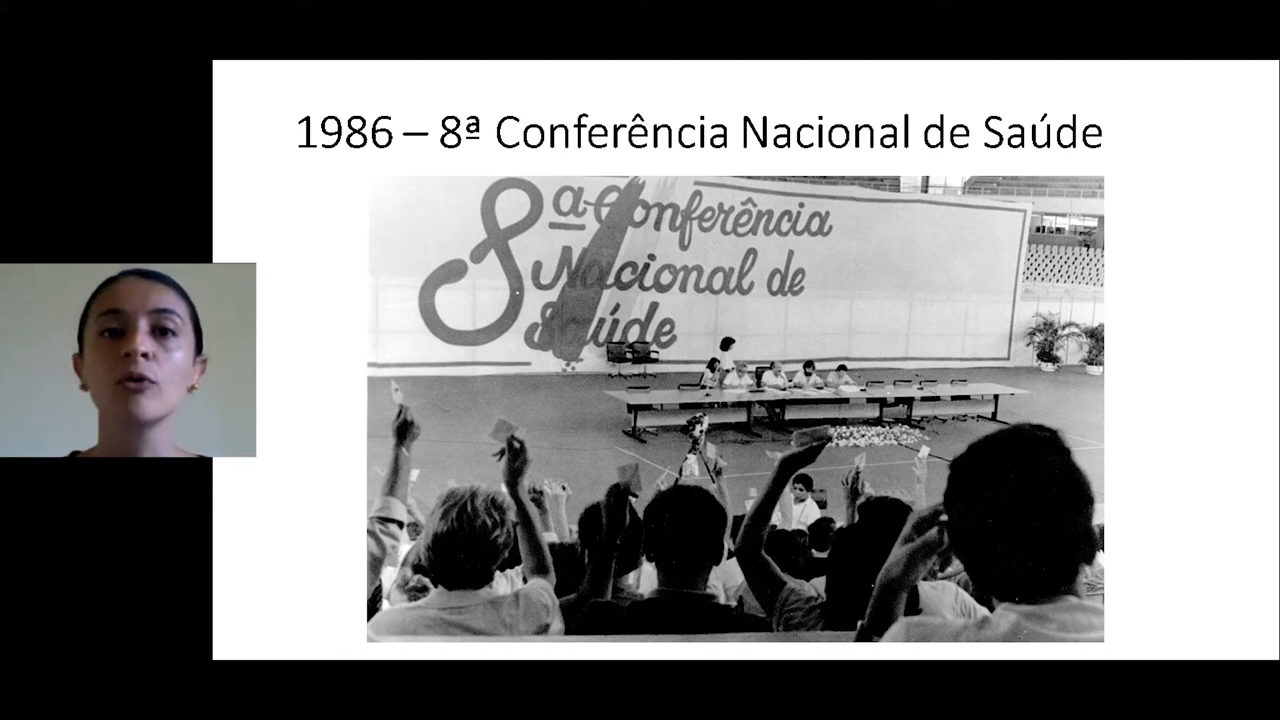 1986 – 8ª Conferência Nacional de Saúde
8ª Conferência
Nacional de
Saúde